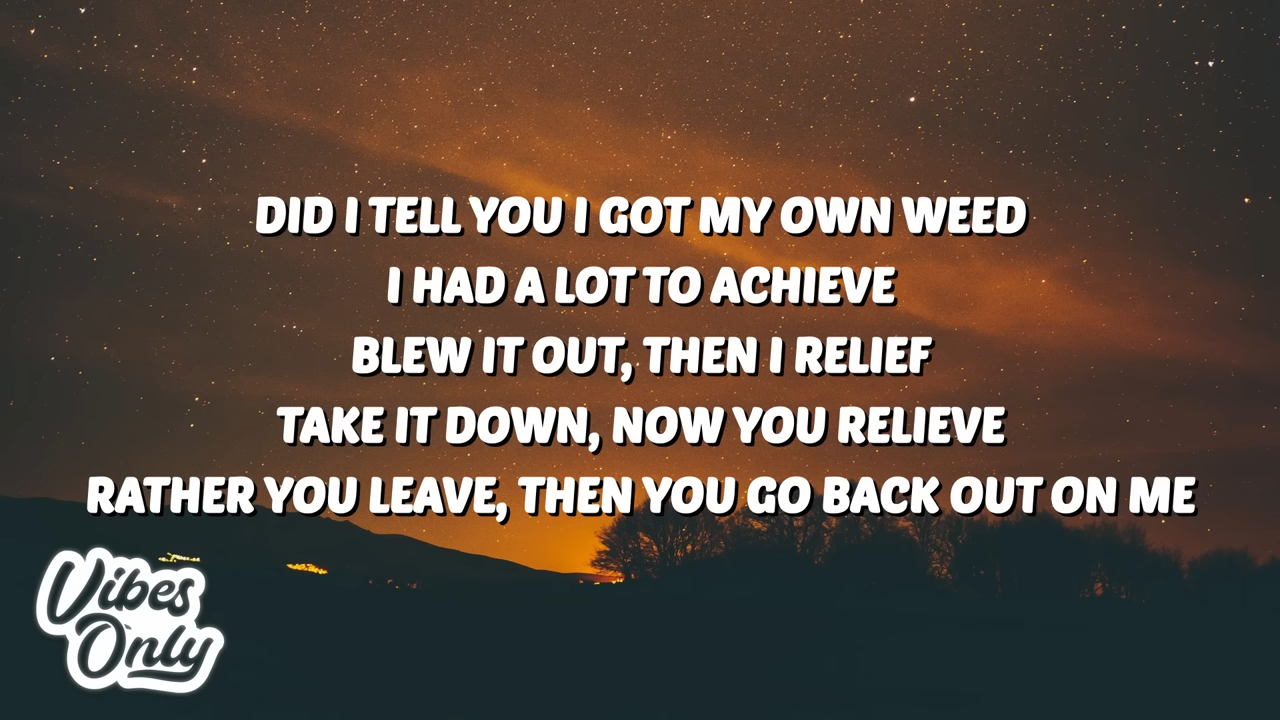 DID I TELL YOU I GOT MY OWN WEED
I HAD A LOT TO ACHIEVE
BLEW IT OUT, THEN I RELIEF
TAKE IT DOWN, NOW YOU RELIEVE
RATHER YOU LEAVE, THEN YOU GO BACK OUT ON ME
Vibes
Only